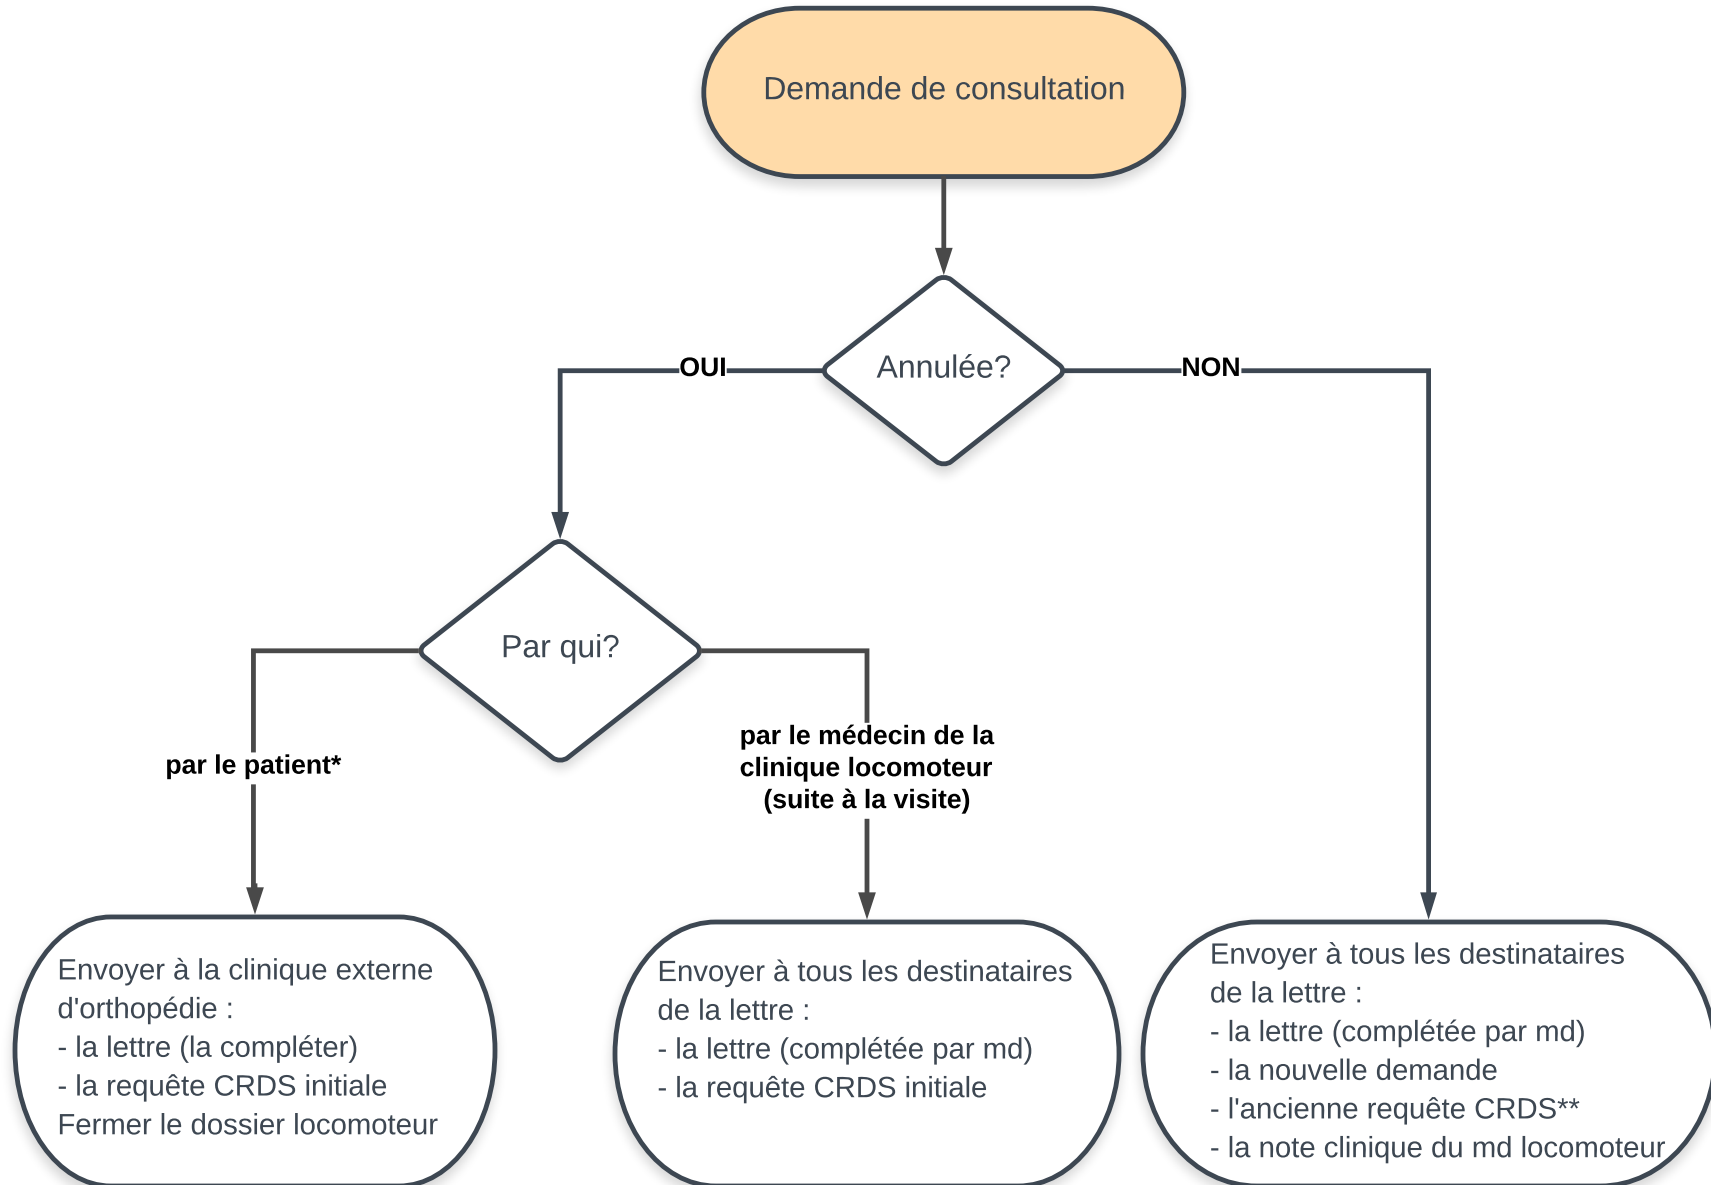 Demande de consultation
Annulée?
OUI
NON
Par qui?
par le patient*
par le médecin de la
clinique locomoteur
(suite à la visite)
Envoyer à la clinique externe
d'orthopédie :
- la lettre (la compléter)
- la requête CRDS initiale
Fermer le dossier locomoteur
Envoyer à tous les destinataires
de la lettre :
- la lettre (complétée par md)
- la requête CRDS initiale
Envoyer à tous les destinataires
de la lettre :
- la lettre (complétée par md)
- la nouvelle demande
- l'ancienne requête CRDS**
- la note clinique du md locomoteur